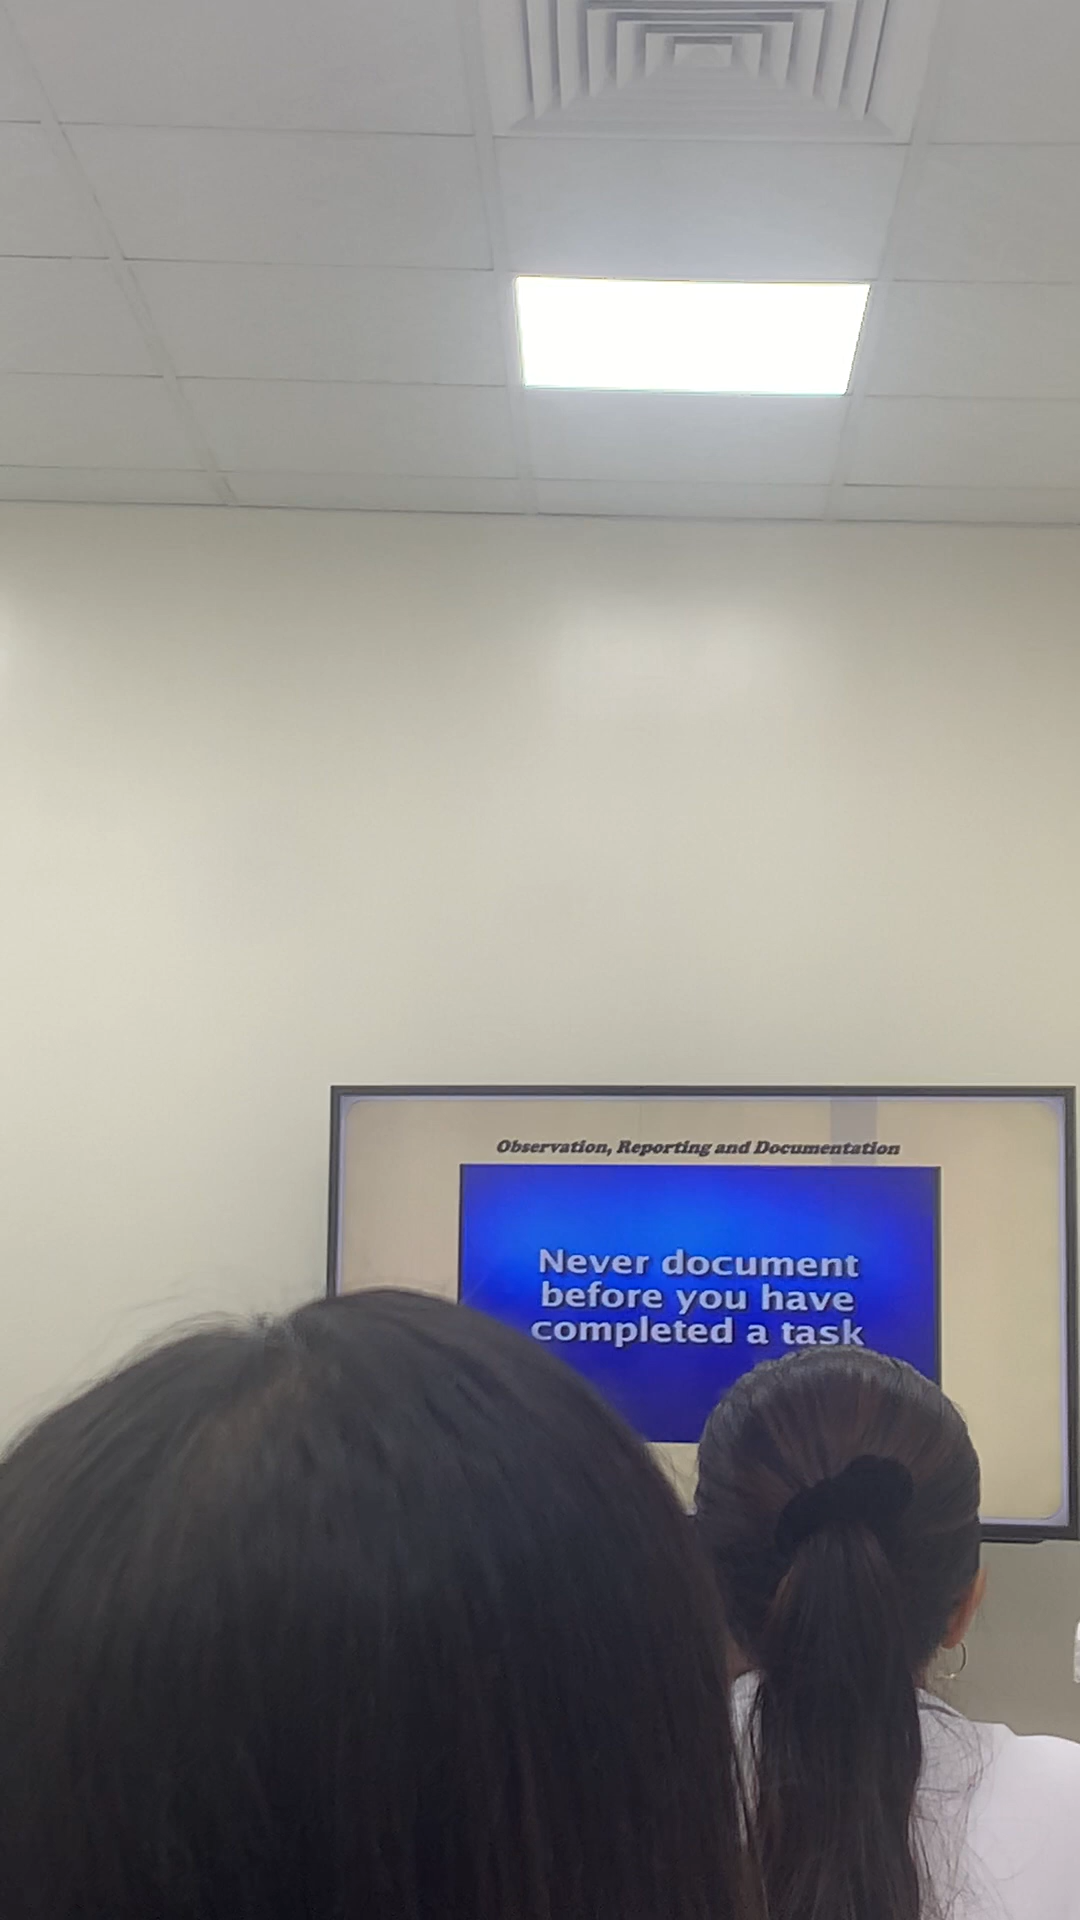 Observation, Reporting and Documentation
Never document
before you have
completed a task